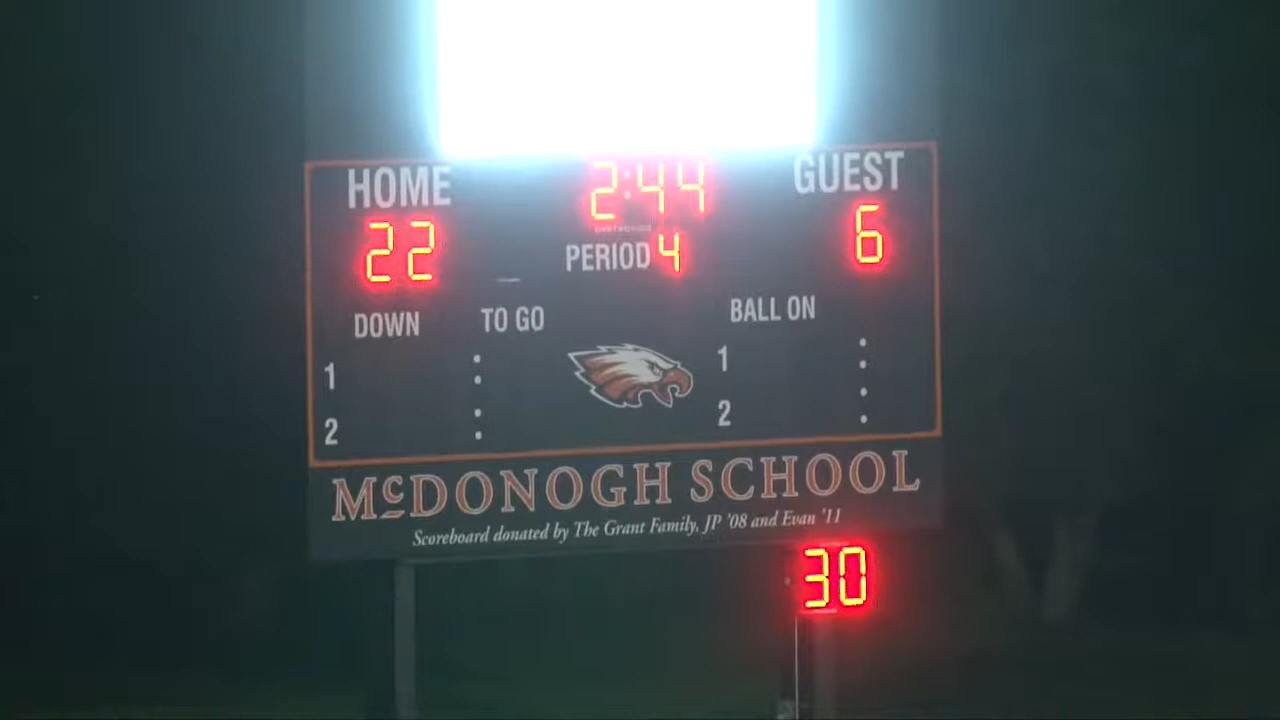 HOME 2:44 GUEST
22 PERIOD 4 6
DOWN TO GO BALL ON
1 1
2 2
McDONOGH SCHOOL
Scoreboard donated by The Grant Family, JP '08 and Evan '11
30